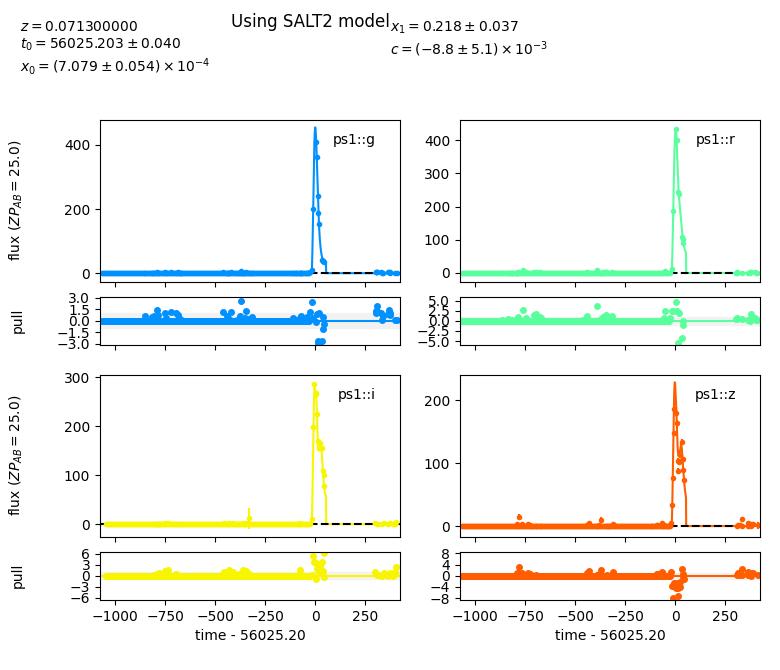 Using SALT2 model
z = 0.071300000
t₀ = 56025.203 ± 0.040
x₀ = (7.079 ± 0.054) × 10⁻⁴
x₁ = 0.218 ± 0.037
c = (−8.8 ± 5.1) × 10⁻³
flux (ZP_AB = 25.0)
400
200
0
ps1::g
400
300
200
100
0
ps1::r
pull
3.0
1.5
0.0
−1.5
−3.0
5.0
2.5
0.0
−2.5
−5.0
flux (ZP_AB = 25.0)
300
200
100
0
ps1::i
200
100
0
ps1::z
pull
6
3
0
−3
−6
8
4
0
−4
−8
−1000 −750 −500 −250 0 250
time - 56025.20
−1000 −750 −500 −250 0 250
time - 56025.20